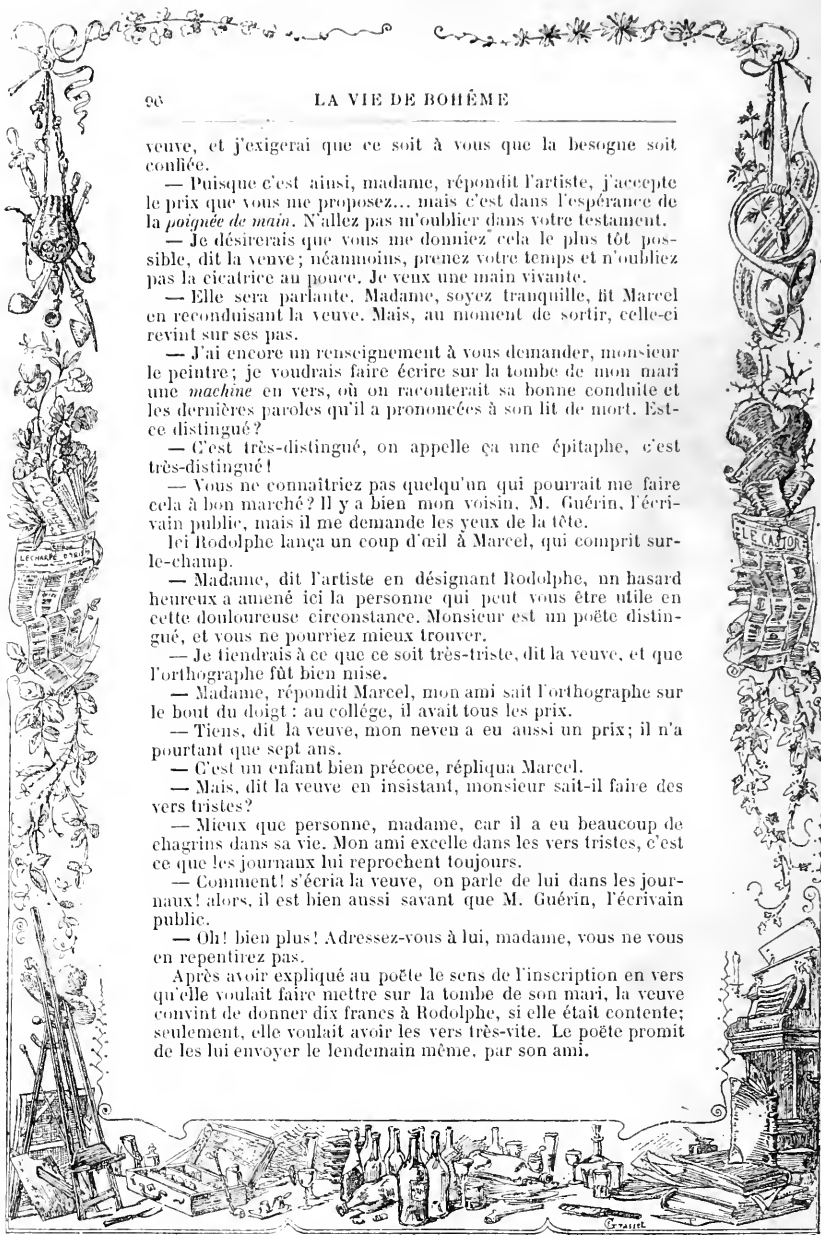 96 LA VIE DE BOHÊME
veuve, et j'exigerai que ce soit à vous que la besogne soit
confiée.
— Puisque c'est ainsi, madame, répondit l'artiste, j'accepte
le prix que vous me proposez... mais c'est dans l'espérance de
la poignée de main. N'allez pas m'oublier dans votre testament.
— Je désirerais que vous me donniez cela le plus tôt pos-
sible, dit la veuve; néanmoins, prenez votre temps et n'oubliez
pas la cicatrice au pouce. Je veux une main vivante.
— Elle sera parlante. Madame, soyez tranquille, fit Marcel
en reconduisant la veuve. Mais, au moment de sortir, celle-ci
revint sur ses pas.
— J'ai encore un renseignement à vous demander, monsieur
le peintre; je voudrais faire écrire sur la tombe de mon mari
une machine en vers, où on raconterait sa bonne conduite et
les dernières paroles qu'il a prononcées à son lit de mort. Est-
ce distingué?
— C'est très-distingué, on appelle ça une épitaphe, c'est
très-distingué!
— Vous ne connaîtriez pas quelqu'un qui pourrait me faire
cela à bon marché? Il y a bien mon voisin, M. Guérin, l'écri-
vain public, mais il me demande les yeux de la tête.
Ici Rodolphe lança un coup d'œil à Marcel, qui comprit sur-
le-champ.
— Madame, dit l'artiste en désignant Rodolphe, un hasard
heureux a amené ici la personne qui peut vous être utile en
cette douloureuse circonstance. Monsieur est un poëte distin-
gué, et vous ne pourriez mieux trouver.
— Je tiendrais à ce que ce soit très-triste, dit la veuve, et que
l'orthographe fût bien mise.
— Madame, répondit Marcel, mon ami sait l'orthographe sur
le bout du doigt : au collége, il avait tous les prix.
— Tiens, dit la veuve, mon neveu a eu aussi un prix; il n'a
pourtant que sept ans.
— C'est un enfant bien précoce, répliqua Marcel.
— Mais, dit la veuve en insistant, monsieur sait-il faire des
vers tristes?
— Mieux que personne, madame, car il a eu beaucoup de
chagrins dans sa vie. Mon ami excelle dans les vers tristes, c'est
ce que les journaux lui reprochent toujours.
— Comment! s'écria la veuve, on parle de lui dans les jour-
naux! alors, il est bien aussi savant que M. Guérin, l'écrivain
public.
— Oh! bien plus! Adressez-vous à lui, madame, vous ne vous
en repentirez pas.
Après avoir expliqué au poëte le sens de l'inscription en vers
qu'elle voulait faire mettre sur la tombe de son mari, la veuve
convint de donner dix francs à Rodolphe, si elle était contente;
seulement, elle voulait avoir les vers très-vite. Le poëte promit
de les lui envoyer le lendemain même, par son ami.
L'ECHARPE D'IRIS
LE CASTOR